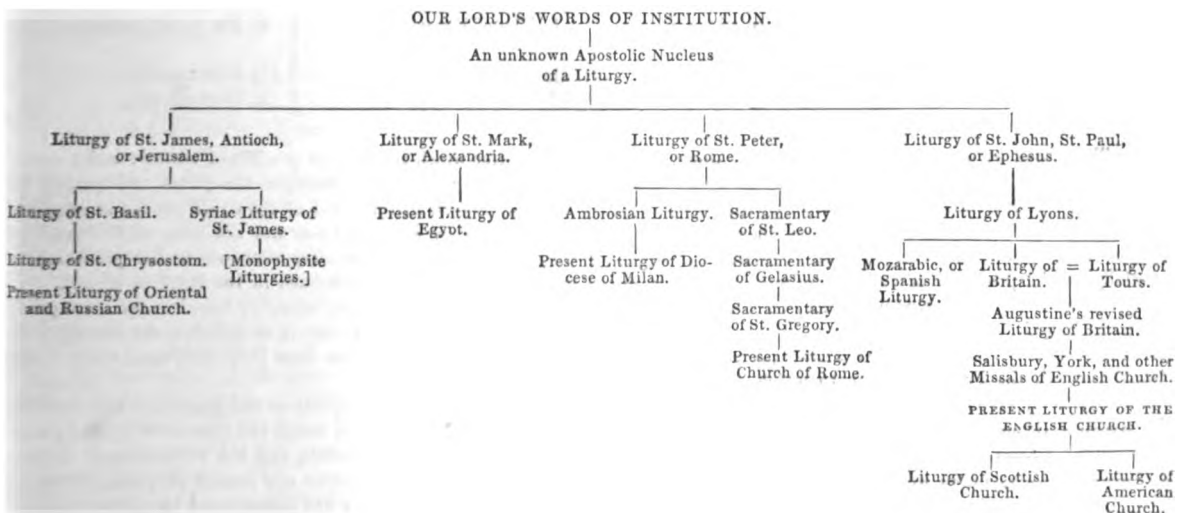 OUR LORD'S WORDS OF INSTITUTION.
An unknown Apostolic Nucleus
of a Liturgy.
Liturgy of St. James, Antioch,
or Jerusalem.
Liturgy of St. Mark,
or Alexandria.
Liturgy of St. Peter,
or Rome.
Liturgy of St. John, St. Paul,
or Ephesus.
Liturgy of St. Basil.
Syriac Liturgy of
St. James.
Present Liturgy of
Egypt.
Ambrosian Liturgy.
Sacramentary
of St. Leo.
Liturgy of Lyons.
Liturgy of St. Chrysostom.
[Monophysite
Liturgies.]
Present Liturgy of Dio-
cese of Milan.
Sacramentary
of Gelasius.
Mozarabic, or
Spanish
Liturgy.
Liturgy of
Britain.
=
Liturgy of
Tours.
Present Liturgy of Oriental
and Russian Church.
Sacramentary
of St. Gregory.
Augustine's revised
Liturgy of Britain.
Present Liturgy of
Church of Rome.
Salisbury, York, and other
Missals of English Church.
PRESENT LITURGY OF THE
ENGLISH CHURCH.
Liturgy of Scottish
Church.
Liturgy of
American
Church.